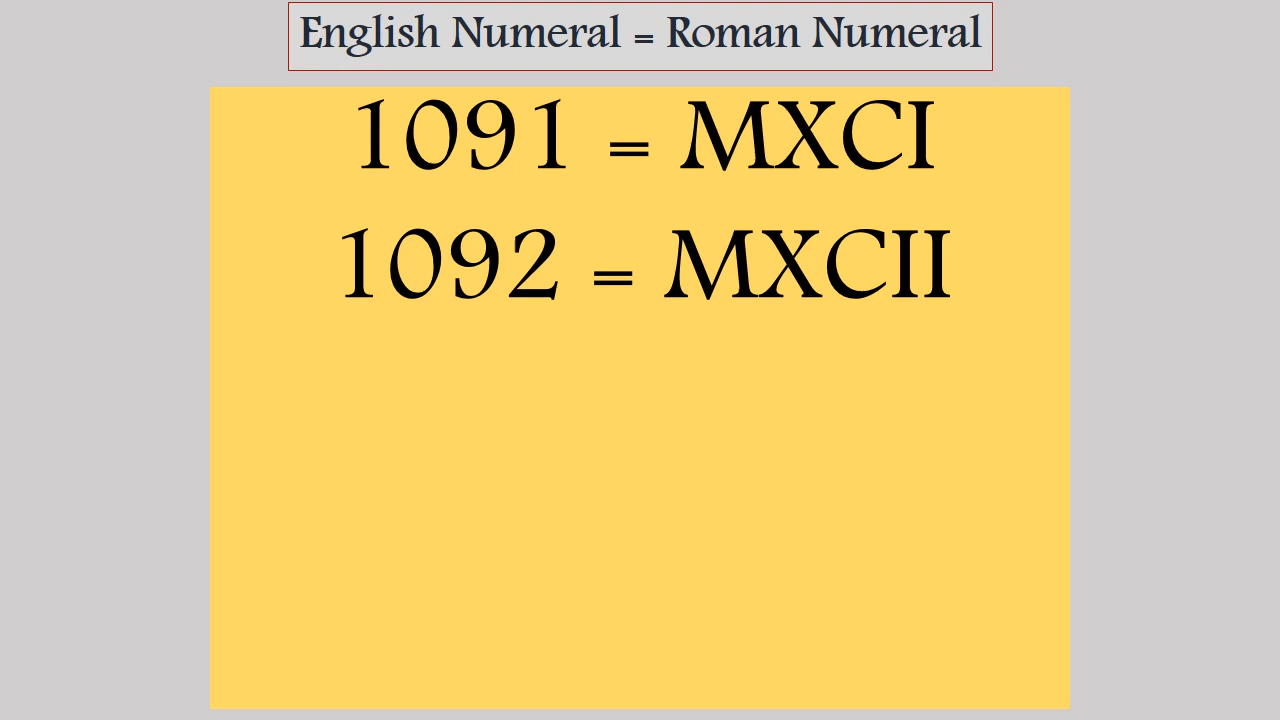 English Numeral = Roman Numeral
1091 = MXCI
1092 = MXCII